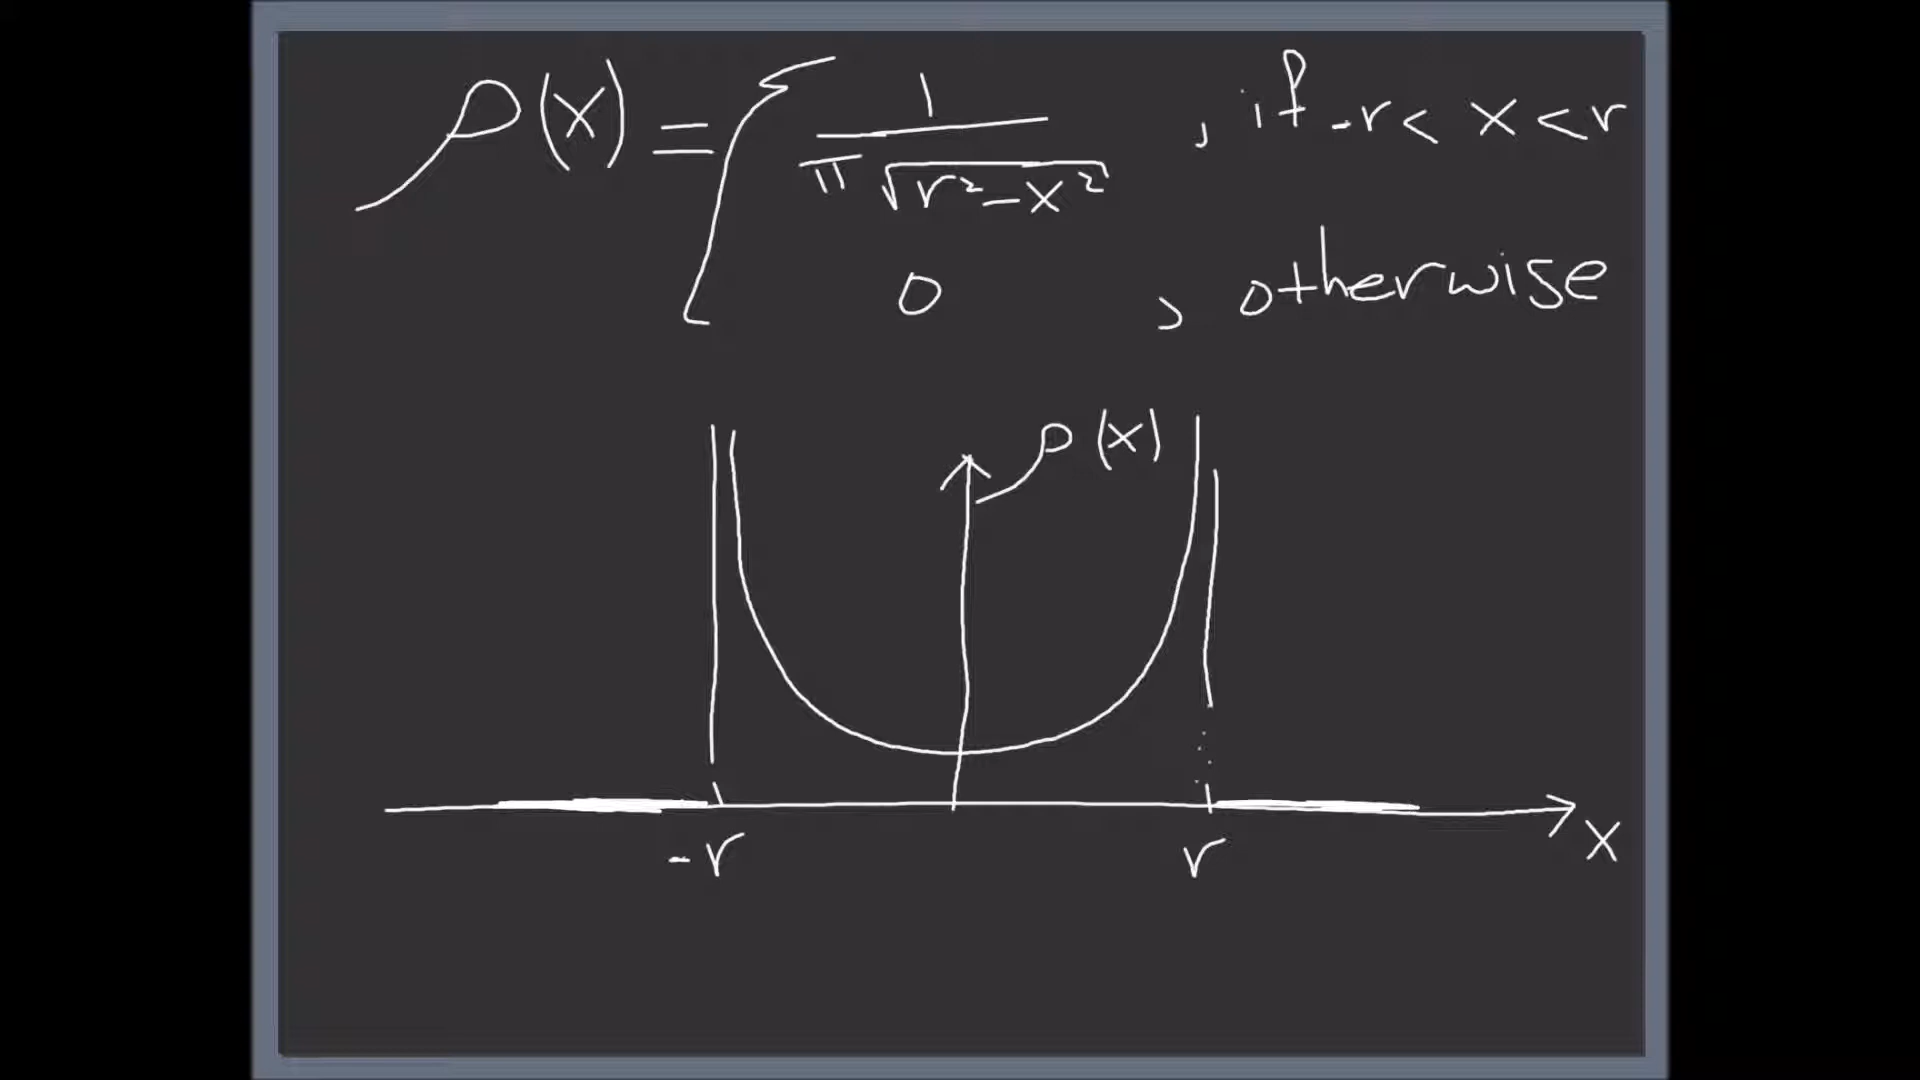 ρ(x) = { 1 / π √(r² - x²) , if -r < x < r
0 , otherwise
ρ(x)
-r r x